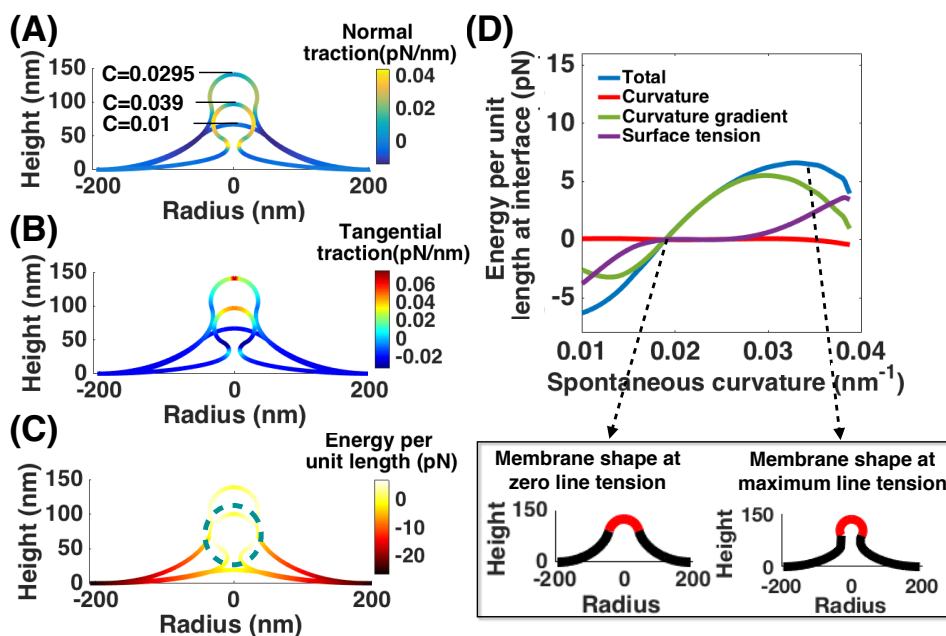 (A)
Normal
traction(pN/nm)
Height (nm)
150
100
50
0
C=0.0295
C=0.039
C=0.01
0.04
0.02
0
-200
0
200
Radius (nm)
(B)
Tangential
traction(pN/nm)
Height (nm)
150
100
50
0
0.06
0.04
0.02
0
-0.02
-200
0
200
Radius (nm)
(C)
Energy per
unit length (pN)
Height (nm)
150
100
50
0
0
-10
-20
-200
0
200
Radius (nm)
(D)
Energy per unit
length at interface (pN)
15
10
5
0
-5
Total
Curvature
Curvature gradient
Surface tension
0.01
0.02
0.03
0.04
Spontaneous curvature (nm-1)
Membrane shape at
zero line tension
Height
150
0
-200
0
200
Radius
Membrane shape at
maximum line tension
Height
150
0
-200
0
200
Radius